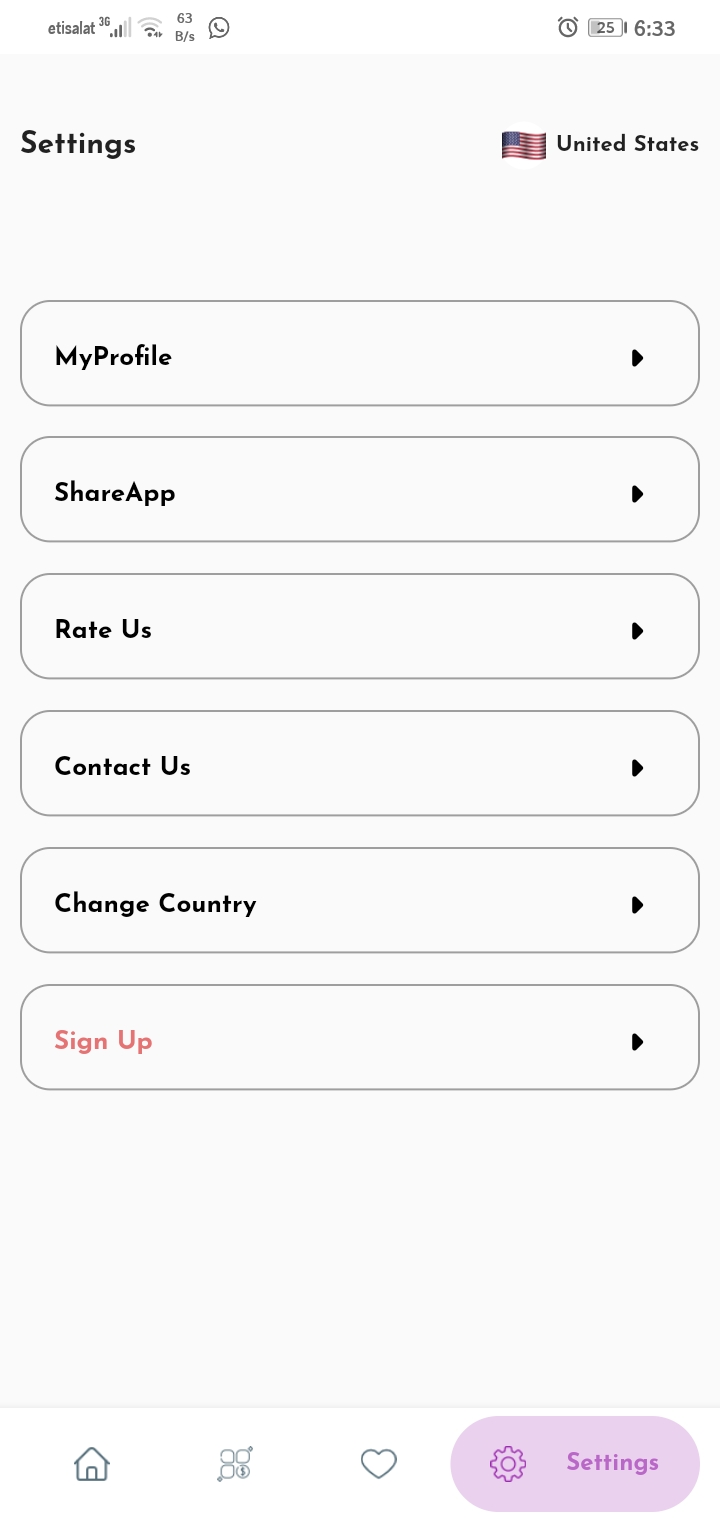 etisalat 3G 63 B/s 25 6:33
Settings United States
MyProfile
ShareApp
Rate Us
Contact Us
Change Country
Sign Up
$
Settings